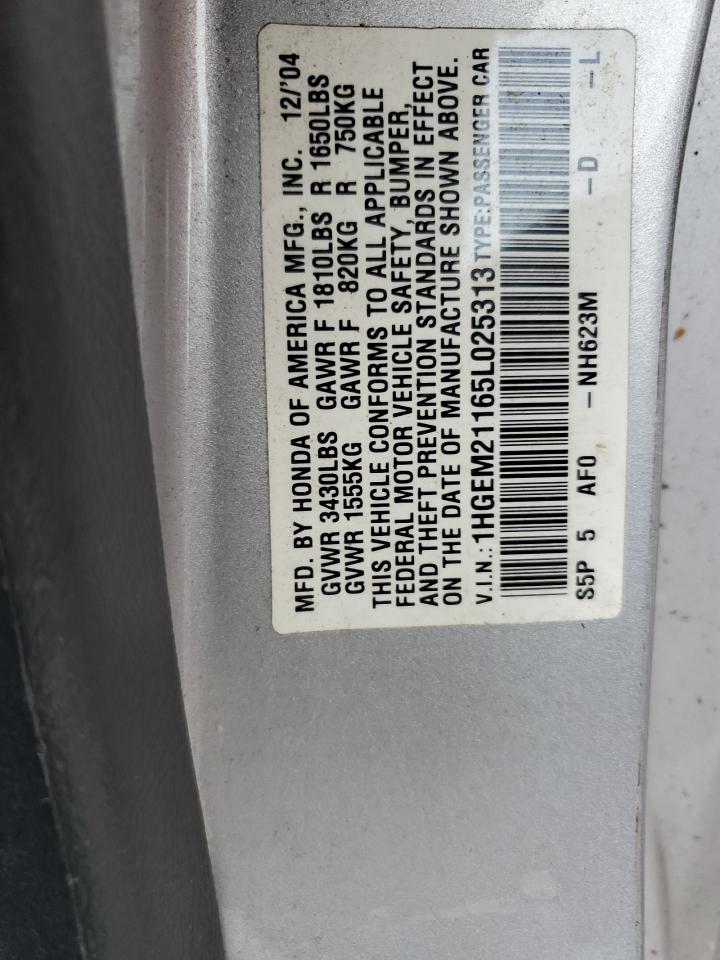 MFD. BY HONDA OF AMERICA MFG., INC. 12/'04
GVWR 3430LBS GAWR F 1810LBS R 1650LBS
GVWR 1555KG GAWR F 820KG R 750KG
THIS VEHICLE CONFORMS TO ALL APPLICABLE
FEDERAL MOTOR VEHICLE SAFETY, BUMPER,
AND THEFT PREVENTION STANDARDS IN EFFECT
ON THE DATE OF MANUFACTURE SHOWN ABOVE.
V.I.N.:1HGEM21165L025313 TYPE:PASSENGER CAR
S5P 5 AF0 -NH623M -D -L